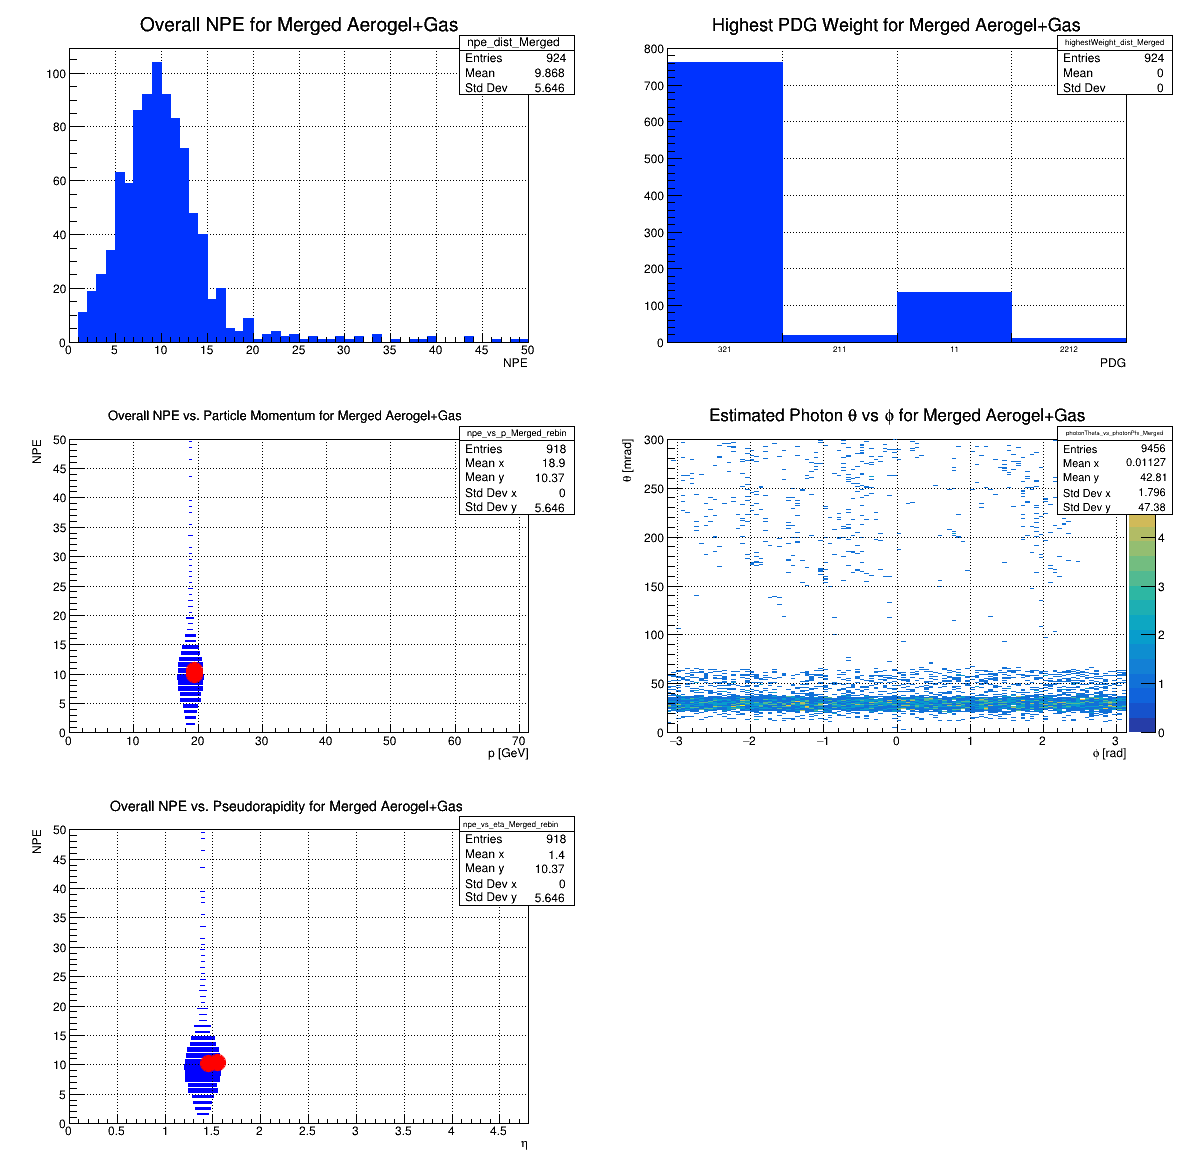 Overall NPE for Merged Aerogel+Gas
npe_dist_Merged
Entries 924
Mean 9.868
Std Dev 5.646
100
80
60
40
20
0
0 5 10 15 20 25 30 35 40 45 50
NPE
Highest PDG Weight for Merged Aerogel+Gas
highestWeight_dist_Merged
Entries 924
Mean 0
Std Dev 0
800
700
600
500
400
300
200
100
0
321 211 11 2212
PDG
Overall NPE vs. Particle Momentum for Merged Aerogel+Gas
npe_vs_p_Merged_rebin
Entries 918
Mean x 18.9
Mean y 10.37
Std Dev x 0
Std Dev y 5.646
NPE
50
45
40
35
30
25
20
15
10
5
0
0 10 20 30 40 50 60 70
p [GeV]
Estimated Photon θ vs ϕ for Merged Aerogel+Gas
photonTheta_vs_photonPhi_Merged
Entries 9456
Mean x 0.01127
Mean y 42.81
Std Dev x 1.796
Std Dev y 47.38
θ [mrad]
300
250
200
150
100
50
0
−3 −2 −1 0 1 2 3
ϕ [rad]
4
3
2
1
0
Overall NPE vs. Pseudorapidity for Merged Aerogel+Gas
npe_vs_eta_Merged_rebin
Entries 918
Mean x 1.4
Mean y 10.37
Std Dev x 0
Std Dev y 5.646
NPE
50
45
40
35
30
25
20
15
10
5
0
0 0.5 1 1.5 2 2.5 3 3.5 4 4.5
η